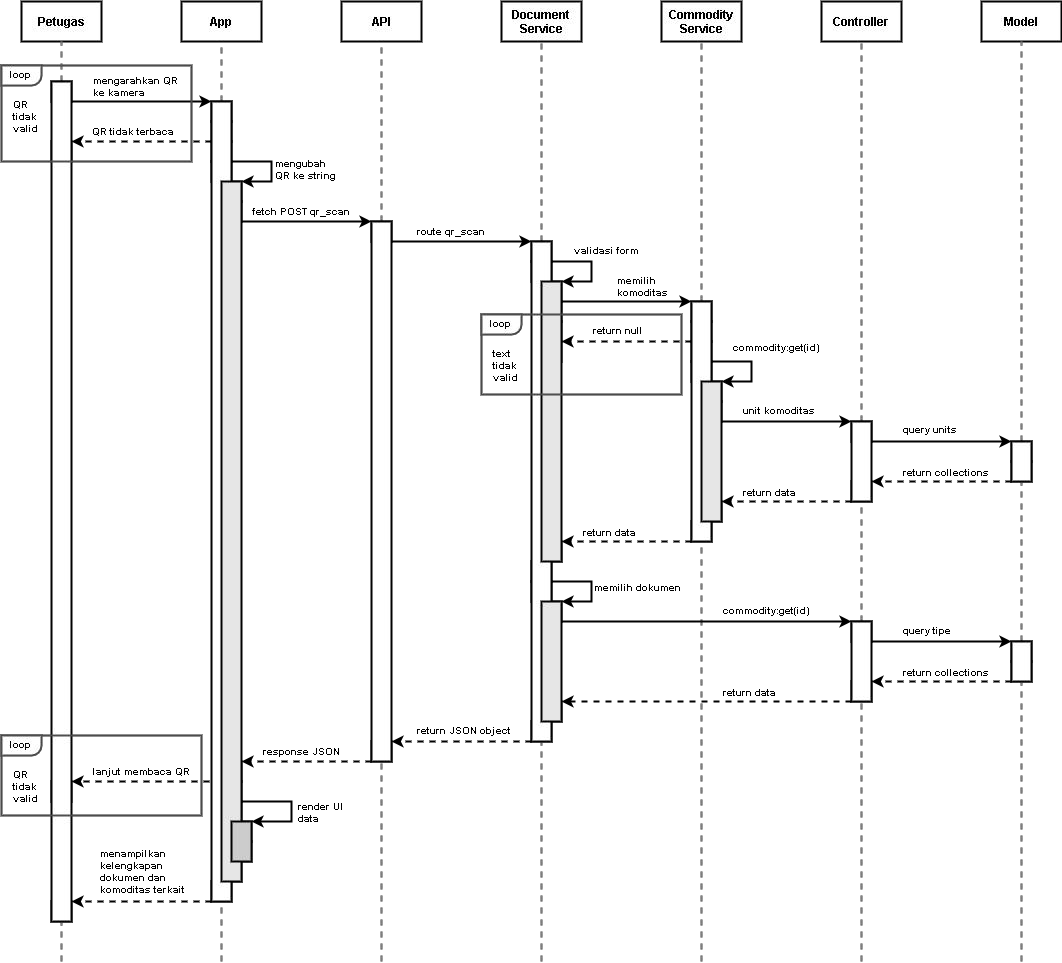 Petugas
App
API
Document
Service
Commodity
Service
Controller
Model
loop
QR
tidak
valid
mengarahkan QR
ke kamera
QR tidak terbaca
mengubah
QR ke string
fetch POST qr_scan
route qr_scan
validasi form
memilih
komoditas
loop
text
tidak
valid
return null
commodity:get(id)
unit komoditas
query units
return collections
return data
return data
memilih dokumen
commodity:get(id)
query tipe
return collections
return data
return JSON object
response JSON
loop
QR
tidak
valid
lanjut membaca QR
render UI
data
menampilkan
kelengkapan
dokumen dan
komoditas terkait